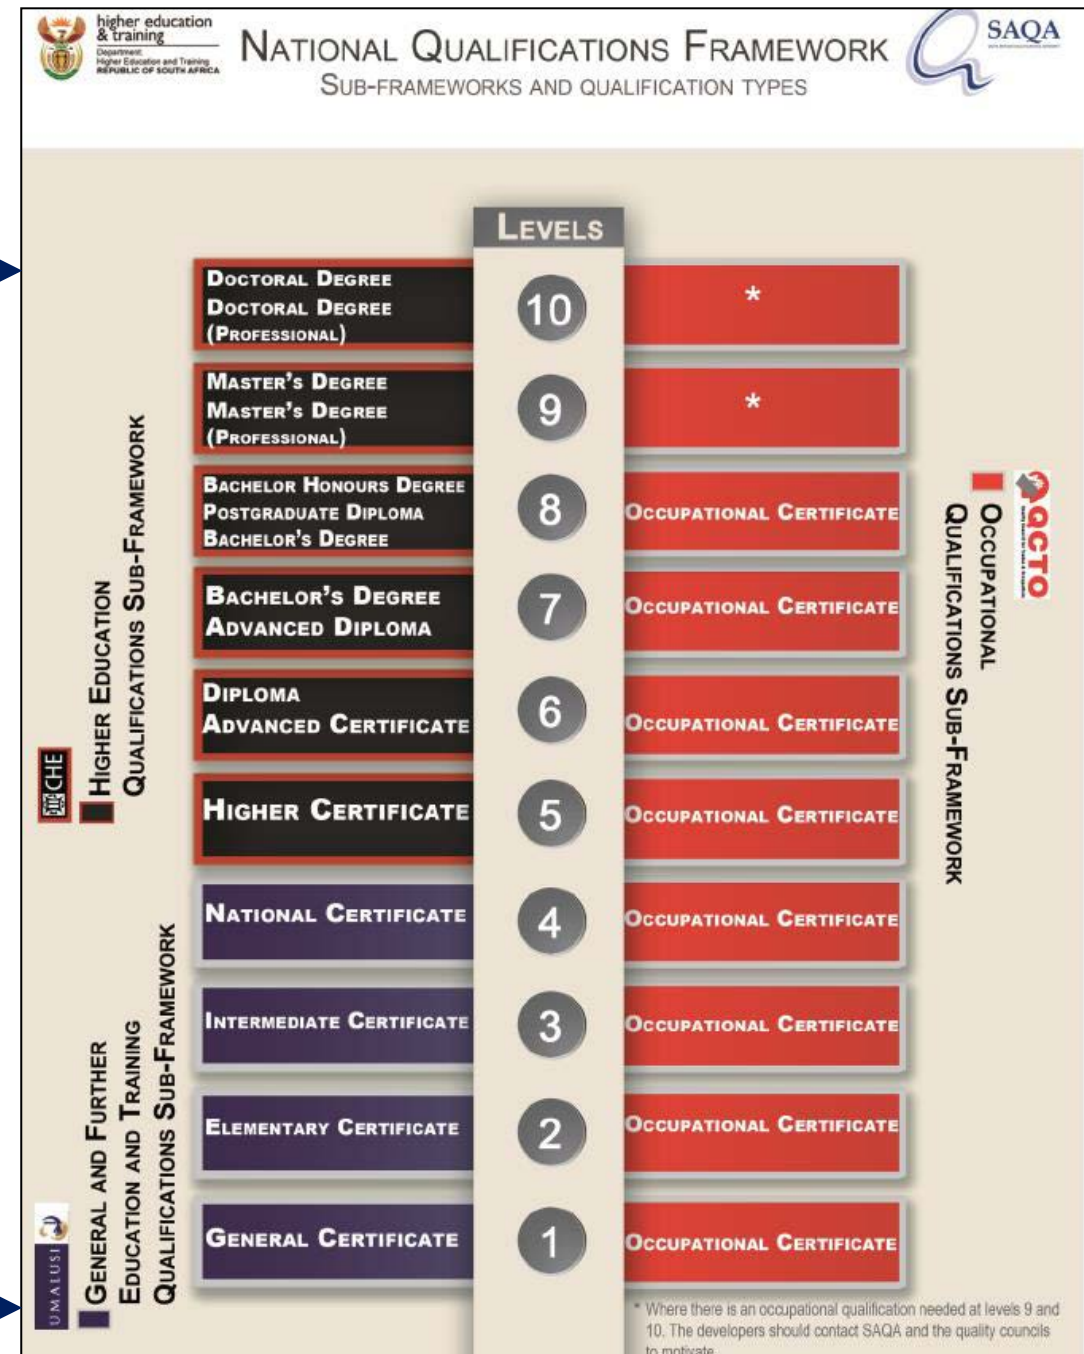 higher education
& training
Department:
Higher Education and Training
REPUBLIC OF SOUTH AFRICA
NATIONAL QUALIFICATIONS FRAMEWORK
SUB-FRAMEWORKS AND QUALIFICATION TYPES
SAQA
LEVELS
DOCTORAL DEGREE
DOCTORAL DEGREE
(PROFESSIONAL)
10
*
MASTER'S DEGREE
MASTER'S DEGREE
(PROFESSIONAL)
9
*
BACHELOR HONOURS DEGREE
POSTGRADUATE DIPLOMA
BACHELOR'S DEGREE
8
OCCUPATIONAL CERTIFICATE
BACHELOR'S DEGREE
ADVANCED DIPLOMA
7
OCCUPATIONAL CERTIFICATE
DIPLOMA
ADVANCED CERTIFICATE
6
OCCUPATIONAL CERTIFICATE
HIGHER CERTIFICATE
5
OCCUPATIONAL CERTIFICATE
NATIONAL CERTIFICATE
4
OCCUPATIONAL CERTIFICATE
INTERMEDIATE CERTIFICATE
3
OCCUPATIONAL CERTIFICATE
ELEMENTARY CERTIFICATE
2
OCCUPATIONAL CERTIFICATE
GENERAL CERTIFICATE
1
OCCUPATIONAL CERTIFICATE
CHE
HIGHER EDUCATION
QUALIFICATIONS SUB-FRAMEWORK
UMALUSI
GENERAL AND FURTHER
EDUCATION AND TRAINING
QUALIFICATIONS SUB-FRAMEWORK
QCTO
OCCUPATIONAL
QUALIFICATIONS SUB-FRAMEWORK
* Where there is an occupational qualification needed at levels 9 and
10. The developers should contact SAQA and the quality councils
to motivate